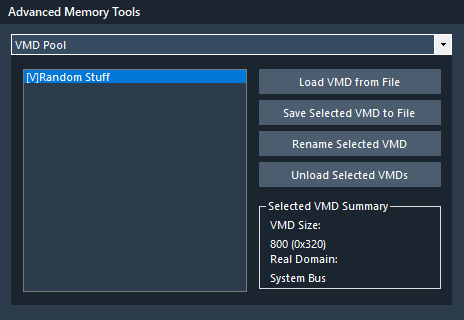 Advanced Memory Tools
VMD Pool
[V]Random Stuff
Load VMD from File
Save Selected VMD to File
Rename Selected VMD
Unload Selected VMDs
Selected VMD Summary
VMD Size:
800 (0x320)
Real Domain:
System Bus